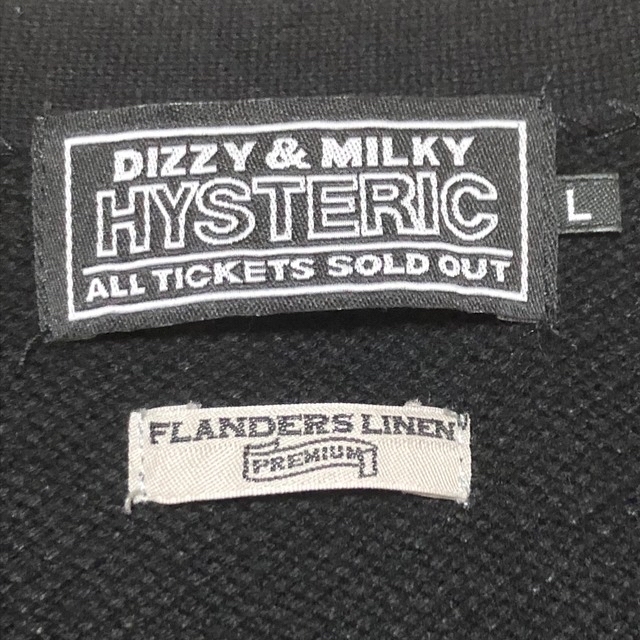 DIZZY & MILKY
HYSTERIC
ALL TICKETS SOLD OUT
L
FLANDERS LINEN
PREMIUM